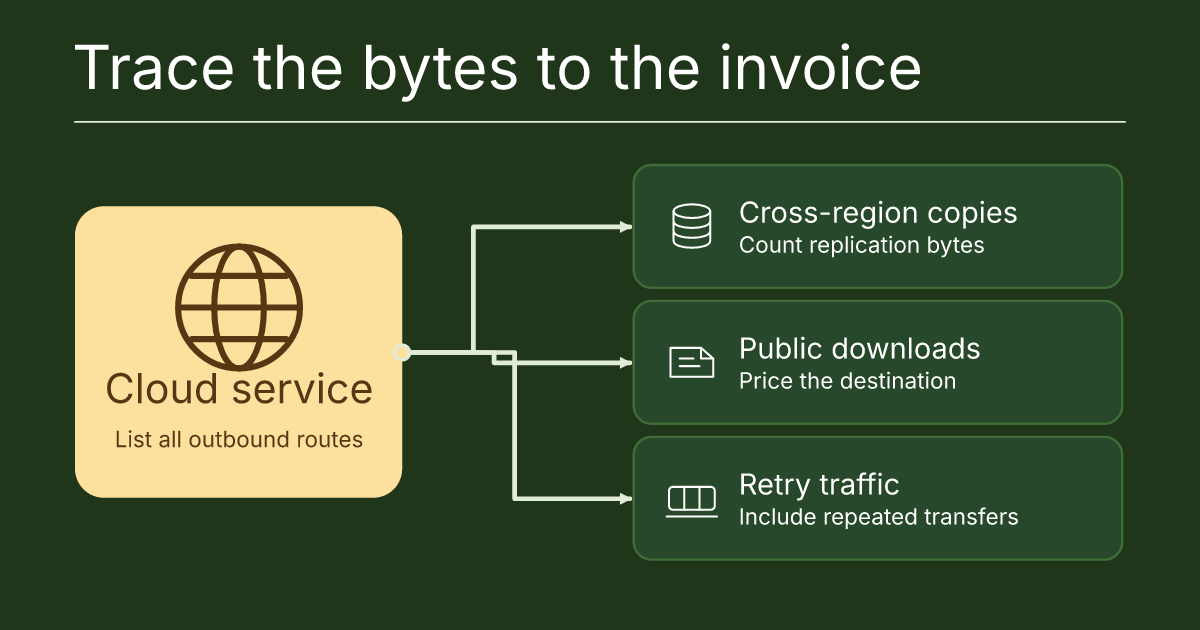 Trace the bytes to the invoice
Cloud service
List all outbound routes
Cross-region copies
Count replication bytes
Public downloads
Price the destination
Retry traffic
Include repeated transfers